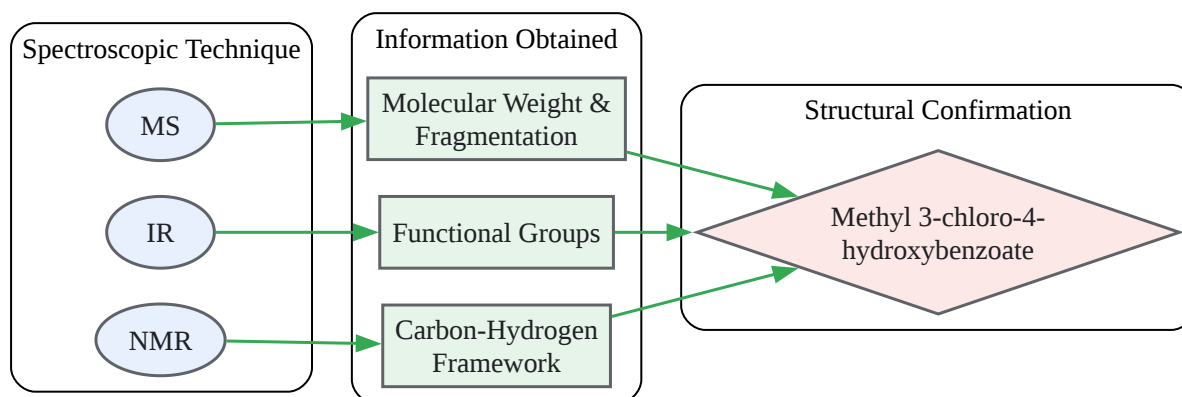 Spectroscopic Technique
MS
IR
NMR
Information Obtained
Molecular Weight &
Fragmentation
Functional Groups
Carbon-Hydrogen
Framework
Structural Confirmation
Methyl 3-chloro-4-
hydroxybenzoate